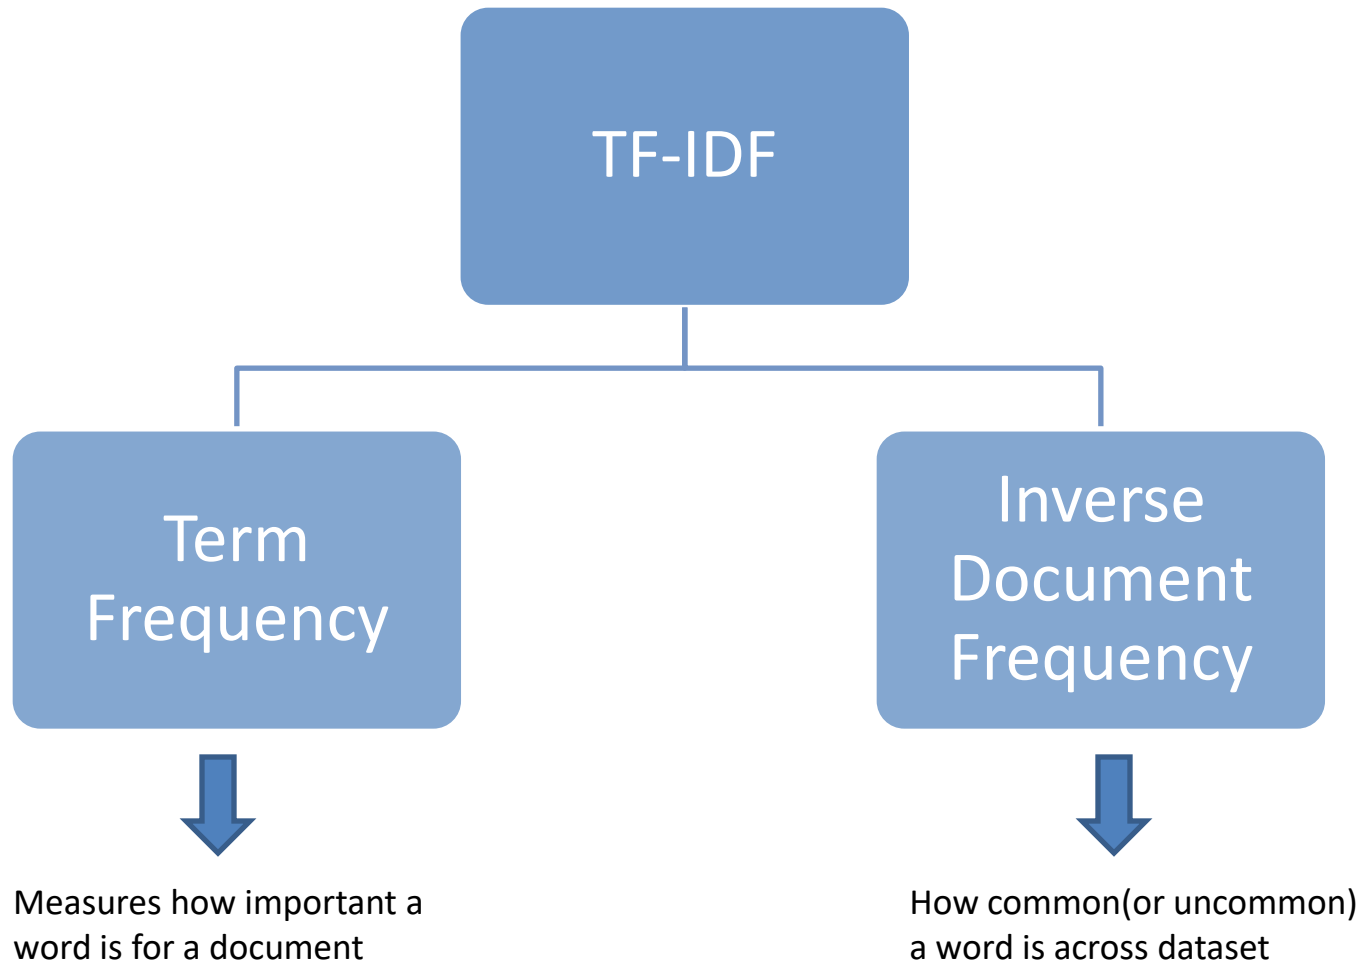 TF-IDF
Term
Frequency
Inverse
Document
Frequency
Measures how important a
word is for a document
How common(or uncommon)
a word is across dataset